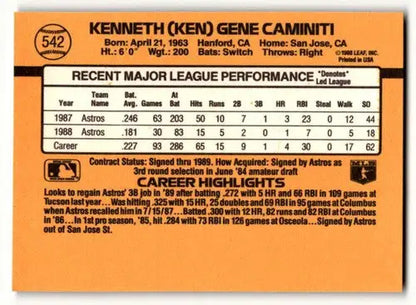 542
KENNETH (KEN) GENE CAMINITI
Born: April 21, 1963 Hanford, CA Home: San Jose, CA
Ht.: 6'0" Wgt.: 200 Bats: Switch Throws: Right
©1988 LEAF, INC.
Printed in USA
RECENT MAJOR LEAGUE PERFORMANCE *Denotes Led League
Year Team Name Bat. Avg. Games At Bat Hits Runs 2B 3B HR RBI Steal Walk SO
1987 Astros .246 63 203 50 10 7 1 3 23 0 12 44
1988 Astros .181 30 83 15 5 2 0 1 7 0 5 18
Career .227 93 286 65 15 9 1 4 30 0 17 62
Contract Status: Signed thru 1989. How Acquired: Signed by Astros as
3rd round selection in June '84 amateur draft
CAREER HIGHLIGHTS
Looks to regain Astros' 3B job in '89 after batting .272 with 5 HR and 66 RBI in 109 games at
Tucson last year...Was hitting .325 with 15 HR, 25 doubles and 69 RBI in 95 games at Columbus
when Astros recalled him in 7/15/87...Batted .300 with 12 HR, 82 runs and 82 RBI at Columbus
in '86...In 1st pro season, '85, hit .284 with 73 RBI in 126 games at Osceola...Signed by Astros
out of San Jose St.